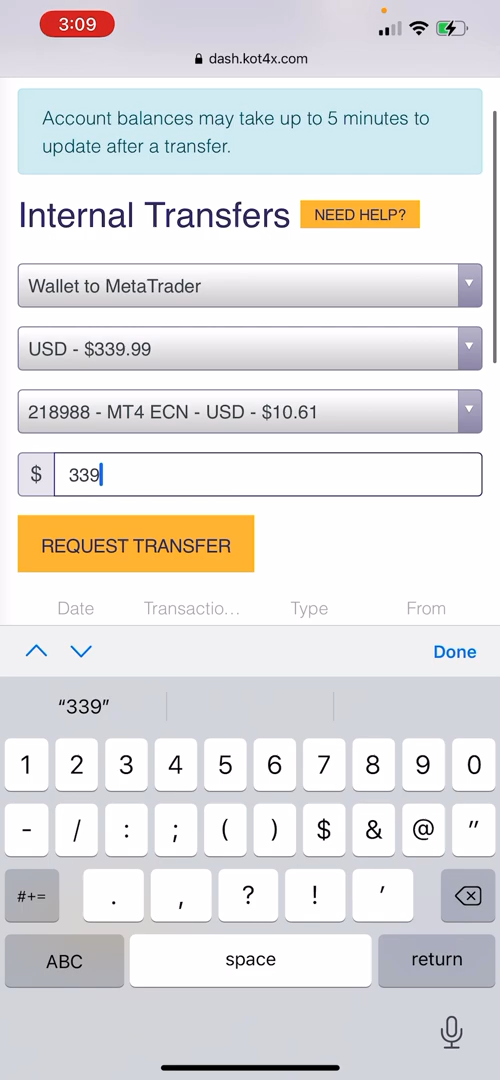 3:09
dash.kot4x.com
Account balances may take up to 5 minutes to
update after a transfer.
Internal Transfers NEED HELP?
Wallet to MetaTrader
USD - $339.99
218988 - MT4 ECN - USD - $10.61
$ 339
REQUEST TRANSFER
Date Transactio... Type From
Done
“339”
1 2 3 4 5 6 7 8 9 0
- / : ; ( ) $ & @ "
#+= . , ? ! '
ABC space return